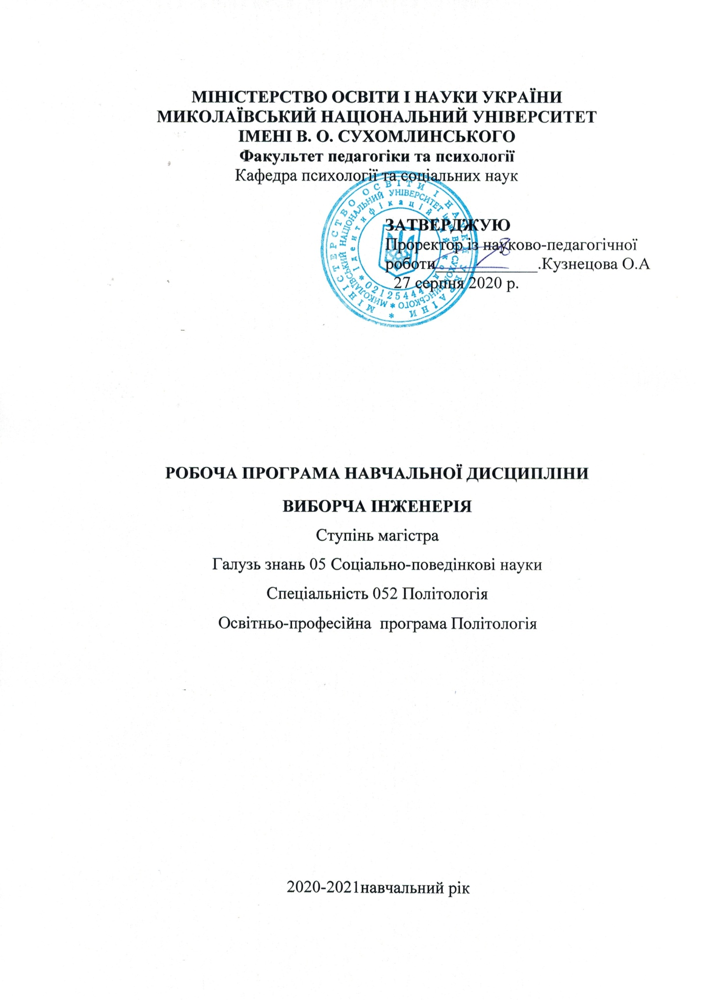 МІНІСТЕРСТВО ОСВІТИ І НАУКИ УКРАЇНИ
МИКОЛАЇВСЬКИЙ НАЦІОНАЛЬНИЙ УНІВЕРСИТЕТ
ІМЕНІ В. О. СУХОМЛИНСЬКОГО
Факультет педагогіки та психології
Кафедра психології та соціальних наук
МІНІСТЕРСТВО ОСВІТИ І НАУКИ УКРАЇНИ *
МИКОЛАЇВСЬКИЙ НАЦІОНАЛЬНИЙ УНІВЕРСИТЕТ імені В.О. СУХОМЛИНСЬКОГО *
* Ідентифікаційний код 02125444 *
ЗАТВЕРДЖУЮ
Проректор із науково-педагогічної
роботи____________.Кузнецова О.А
27 серпня 2020 р.
РОБОЧА ПРОГРАМА НАВЧАЛЬНОЇ ДИСЦИПЛІНИ
ВИБОРЧА ІНЖЕНЕРІЯ
Ступінь магістра
Галузь знань 05 Соціально-поведінкові науки
Спеціальність 052 Політологія
Освітньо-професійна програма Політологія
2020-2021навчальний рік